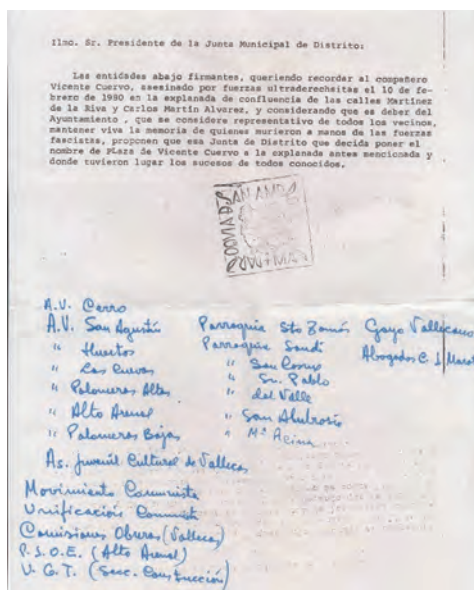 Ilmo. Sr. Presidente de la Junta Municipal de Distrito:
Las entidades abajo firmantes, queriendo recordar al compañero
Vicente Cuervo, asesinado por fuerzas ultraderechsitas el 10 de fe-
brero de 1980 en la explanada de confluencia de las calles Martinez
de la Riva y Carlos Martin Alvarez, y considerando que es deber del
Ayuntamiento , que se considere representativo de todos los vecinos,
mantener viva la memoria de quienes murieron a manos de las fuerzas
fascistas, proponen que esa Junta de Distrito que decida poner el
nombre de PLaza de Vicente Cuervo a la explanada antes mencionada y
donde tuvieron lugar los sucesos de todos conocidos.
A.V. Cerro
A.V. San Agustín Parroquia Sto Tomás Gayo Vallecano
" Huertos Parroquia Sandi Abogados C. J.
" Las Cuevas " San Cosme
" Palomeras Altas " Sn. Pablo
" Alto Arenal " del Valle
" Palomeras Bajas " San Ambrosio
" Mª
As. Juvenil Cultural de Vallecas
Movimiento Comunista
Unificación Comunista
Comisiones Obreras (Vallecas)
P.S.O.E. (Alto Arenal)
U.G.T. (Secc. Construcción)